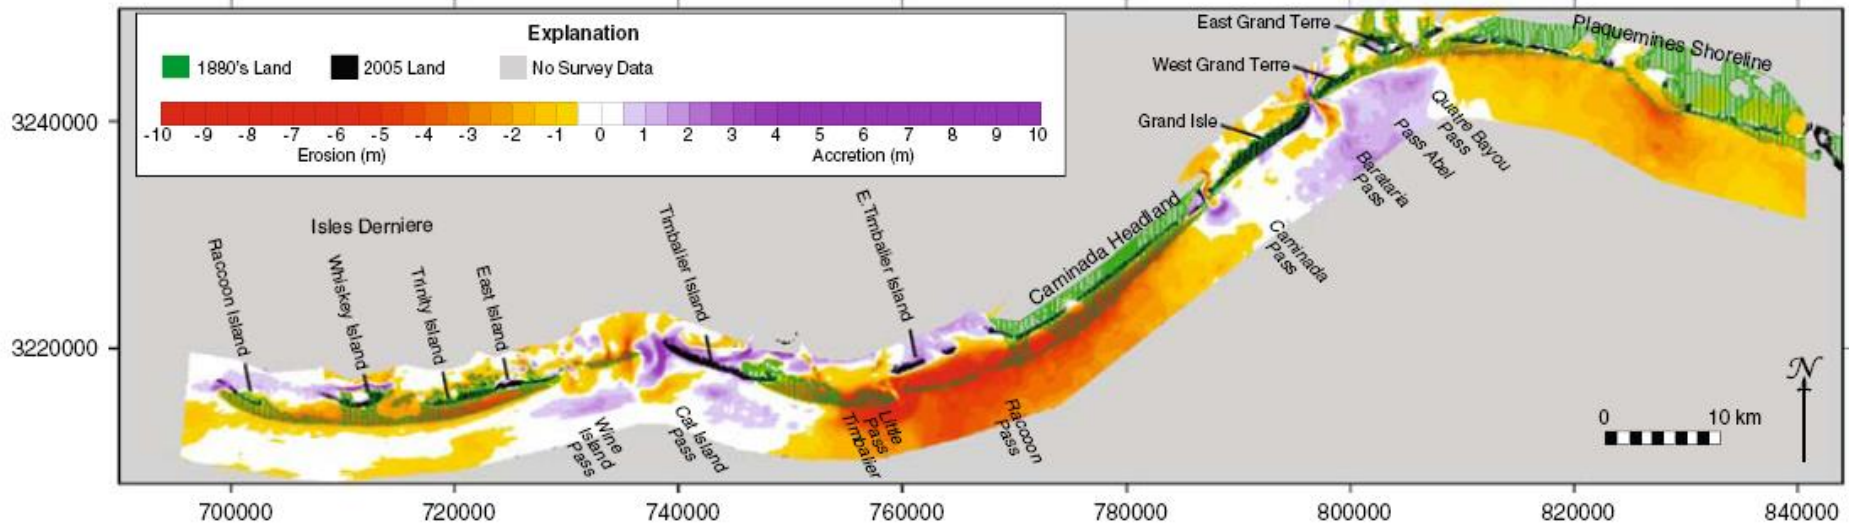 Explanation
1880's Land
2005 Land
No Survey Data
-10 -9 -8 -7 -6 -5 -4 -3 -2 -1 0 1 2 3 4 5 6 7 8 9 10
Erosion (m)
Accretion (m)
East Grand Terre
Plaquemines Shoreline
West Grand Terre
Grand Isle
Quatre Bayou
Pass
Pass Abel
Barataria
Pass
Caminada
Pass
Caminada Headland
E.Timbalier Island
Timbalier Island
Isles Derniere
Raccoon Island
Whiskey Island
Trinity Island
East Island
Wine
Island
Pass
Cat Island
Pass
Little
Pass
Timbalier
Raccoon
Pass
N
0 10 km
3240000
3220000
700000 720000 740000 760000 780000 800000 820000 840000